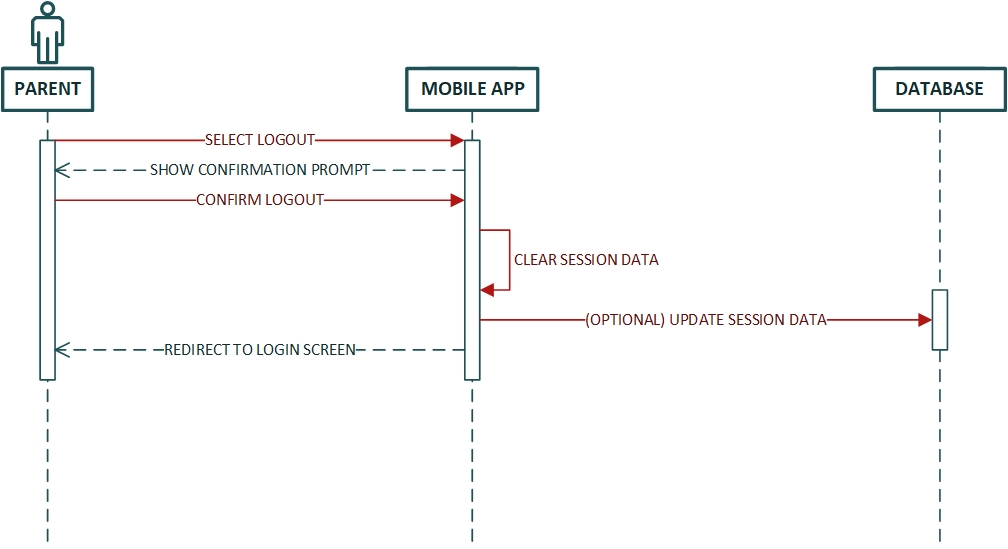 PARENT
MOBILE APP
DATABASE
SELECT LOGOUT
SHOW CONFIRMATION PROMPT
CONFIRM LOGOUT
CLEAR SESSION DATA
(OPTIONAL) UPDATE SESSION DATA
REDIRECT TO LOGIN SCREEN